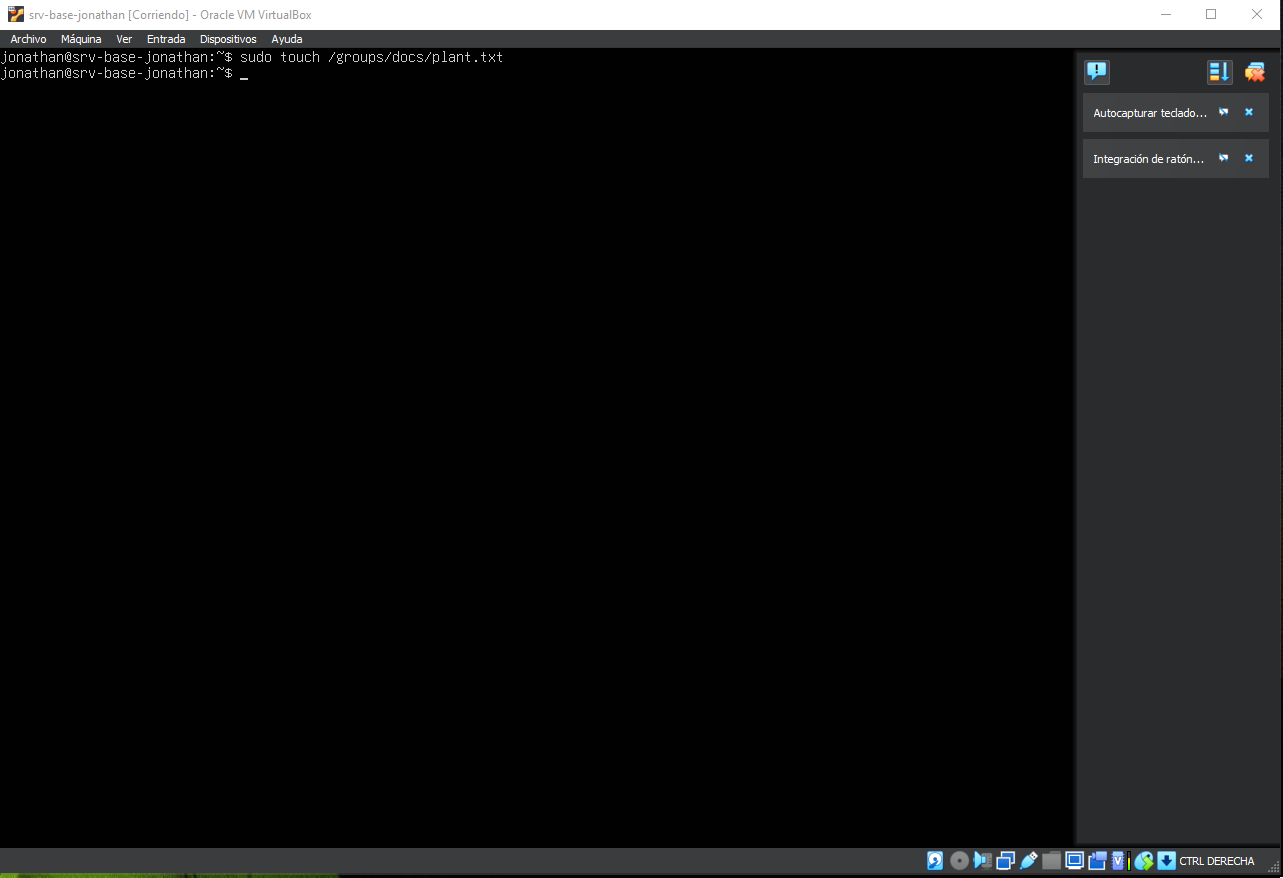 srv-base-jonathan [Corriendo] - Oracle VM VirtualBox
Archivo Máquina Ver Entrada Dispositivos Ayuda
jonathan@srv-base-jonathan:~$ sudo touch /groups/docs/plant.txt
jonathan@srv-base-jonathan:~$ _
Autocapturar teclado...
Integración de ratón...
CTRL DERECHA